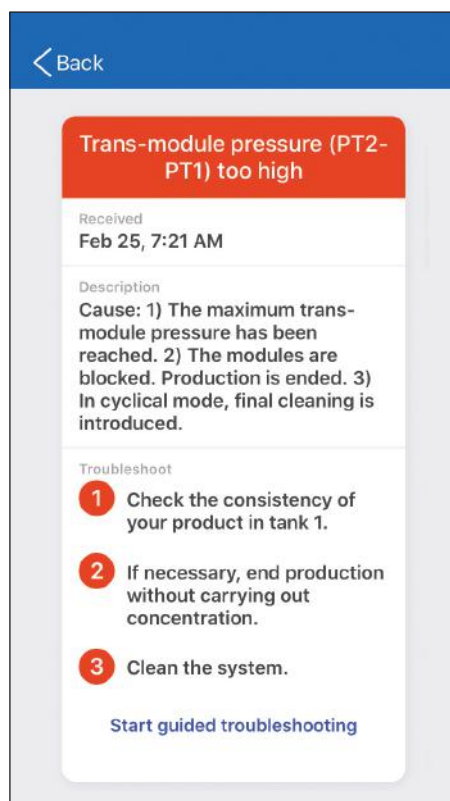 Back
Trans-module pressure (PT2-
PT1) too high
Received
Feb 25, 7:21 AM
Description
Cause: 1) The maximum trans-
module pressure has been
reached. 2) The modules are
blocked. Production is ended. 3)
In cyclical mode, final cleaning is
introduced.
Troubleshoot
1 Check the consistency of
your product in tank 1.
2 If necessary, end production
without carrying out
concentration.
3 Clean the system.
Start guided troubleshooting